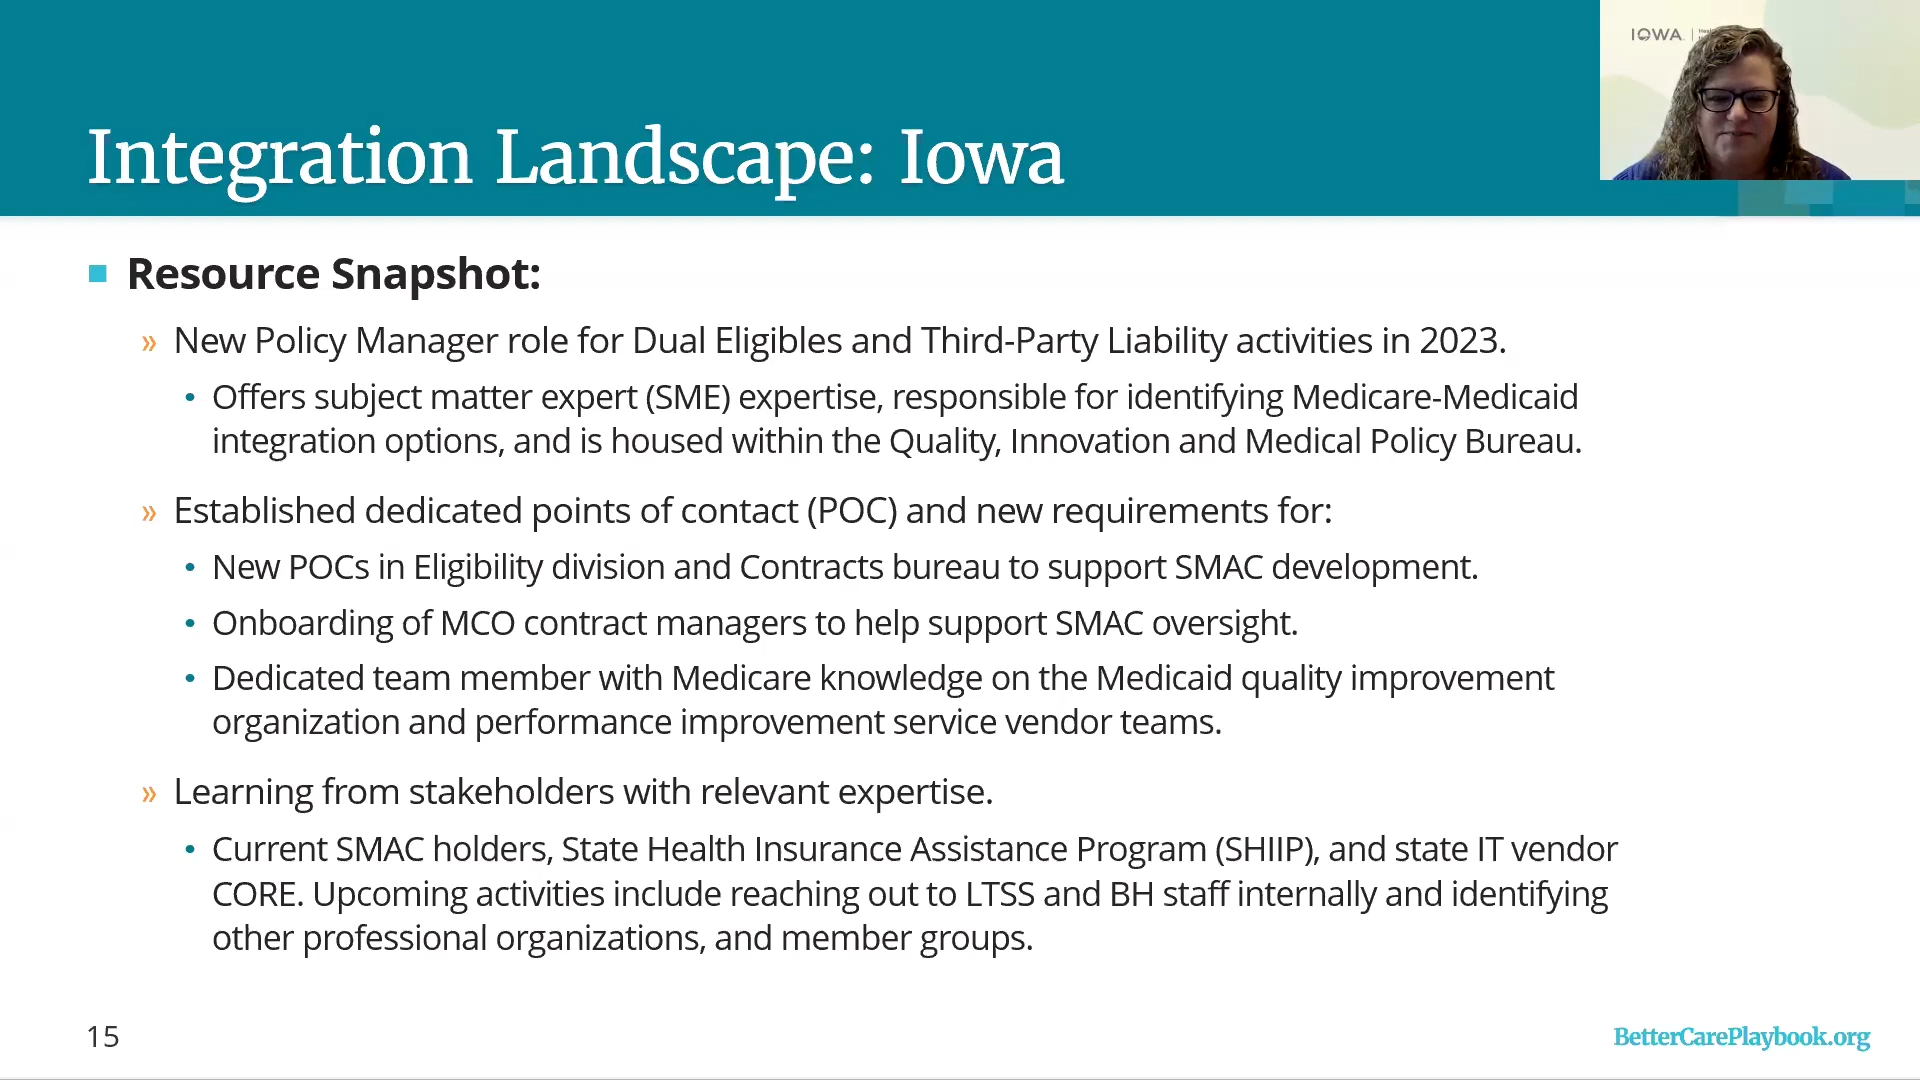 IOWA
Integration Landscape: Iowa
Resource Snapshot:
» New Policy Manager role for Dual Eligibles and Third-Party Liability activities in 2023.
• Offers subject matter expert (SME) expertise, responsible for identifying Medicare-Medicaid
integration options, and is housed within the Quality, Innovation and Medical Policy Bureau.
» Established dedicated points of contact (POC) and new requirements for:
• New POCs in Eligibility division and Contracts bureau to support SMAC development.
• Onboarding of MCO contract managers to help support SMAC oversight.
• Dedicated team member with Medicare knowledge on the Medicaid quality improvement
organization and performance improvement service vendor teams.
» Learning from stakeholders with relevant expertise.
• Current SMAC holders, State Health Insurance Assistance Program (SHIIP), and state IT vendor
CORE. Upcoming activities include reaching out to LTSS and BH staff internally and identifying
other professional organizations, and member groups.
15
BetterCarePlaybook.org